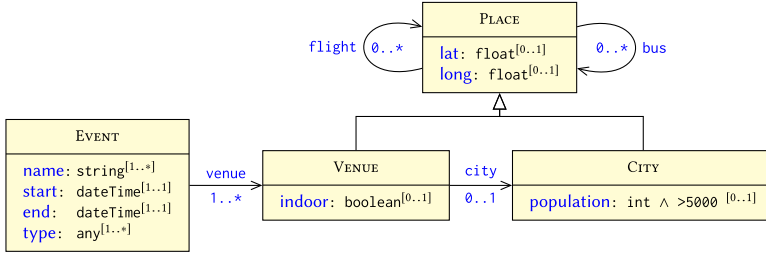 PLACE
lat: float[0..1]
long: float[0..1]
flight 0..*
0..* bus
EVENT
name: string[1..*]
start: dateTime[1..1]
end: dateTime[1..1]
type: any[1..*]
venue
1..*
VENUE
indoor: boolean[0..1]
city
0..1
CITY
population: int ∧ >5000 [0..1]